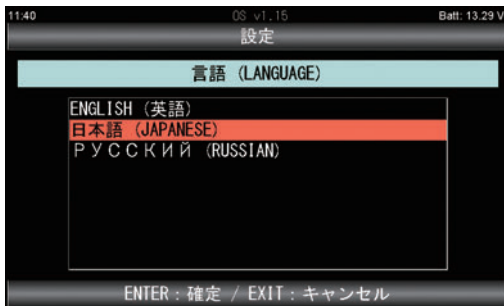 11:40 OS v1.15 Batt: 13.29 V
設定
言語 (LANGUAGE)
ENGLISH (英語)
日本語 (JAPANESE)
РУССКИЙ (RUSSIAN)
ENTER：確定 / EXIT：キャンセル